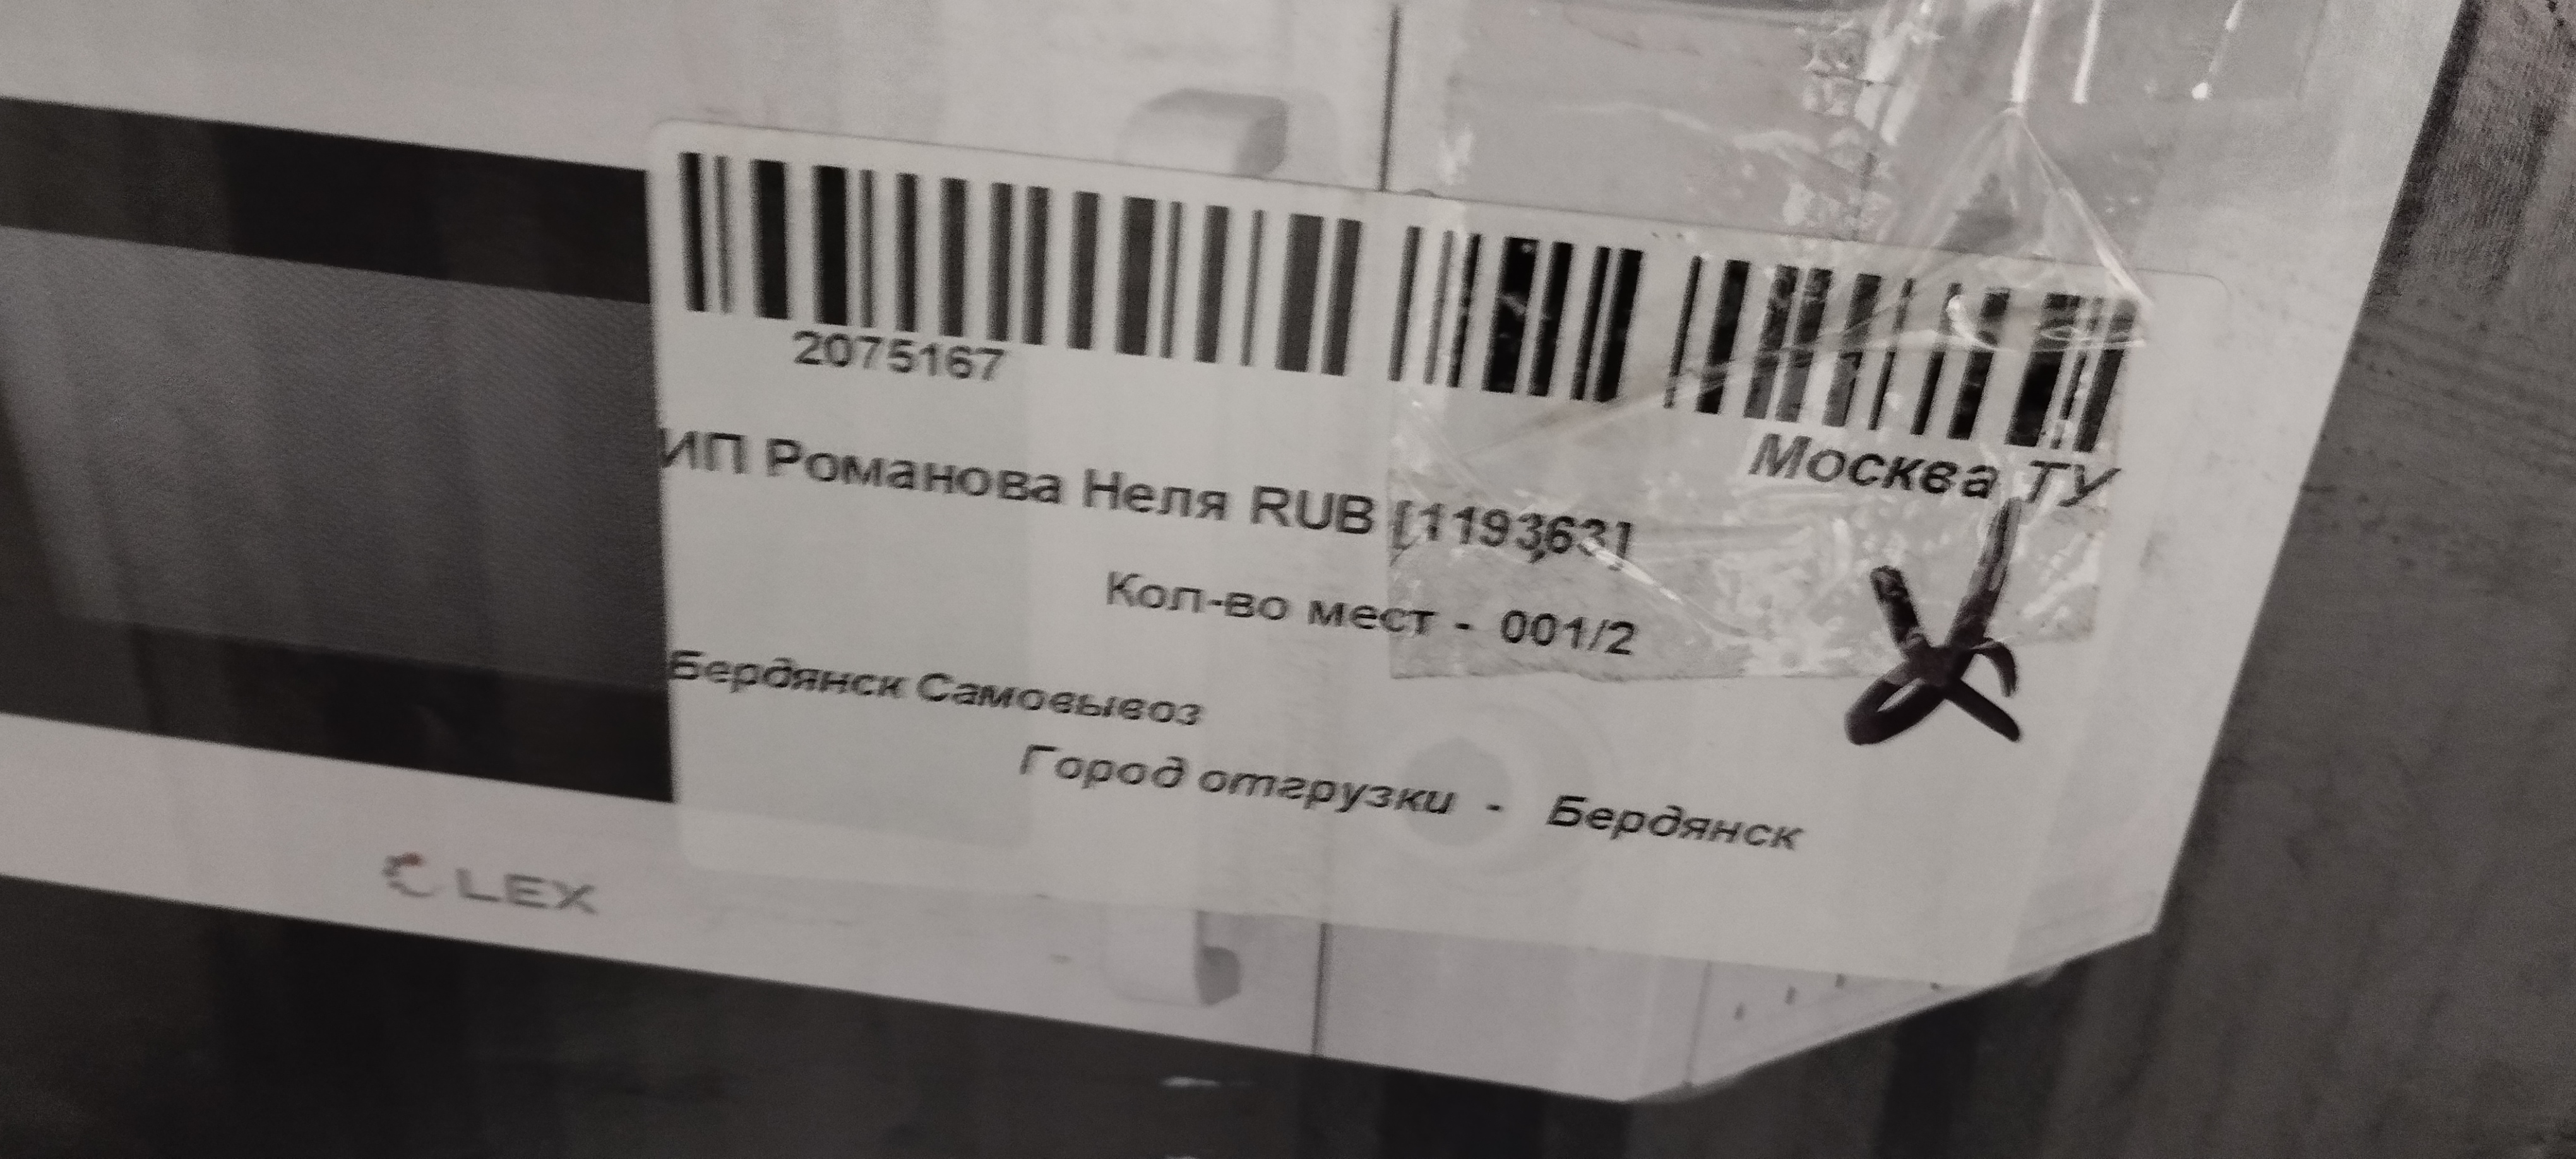 2075167
Москва ТУ
ИП Романова Неля RUB [119363]
Кол-во мест - 001/2
Бердянск Самовывоз
Город отгрузки - Бердянск
LEX